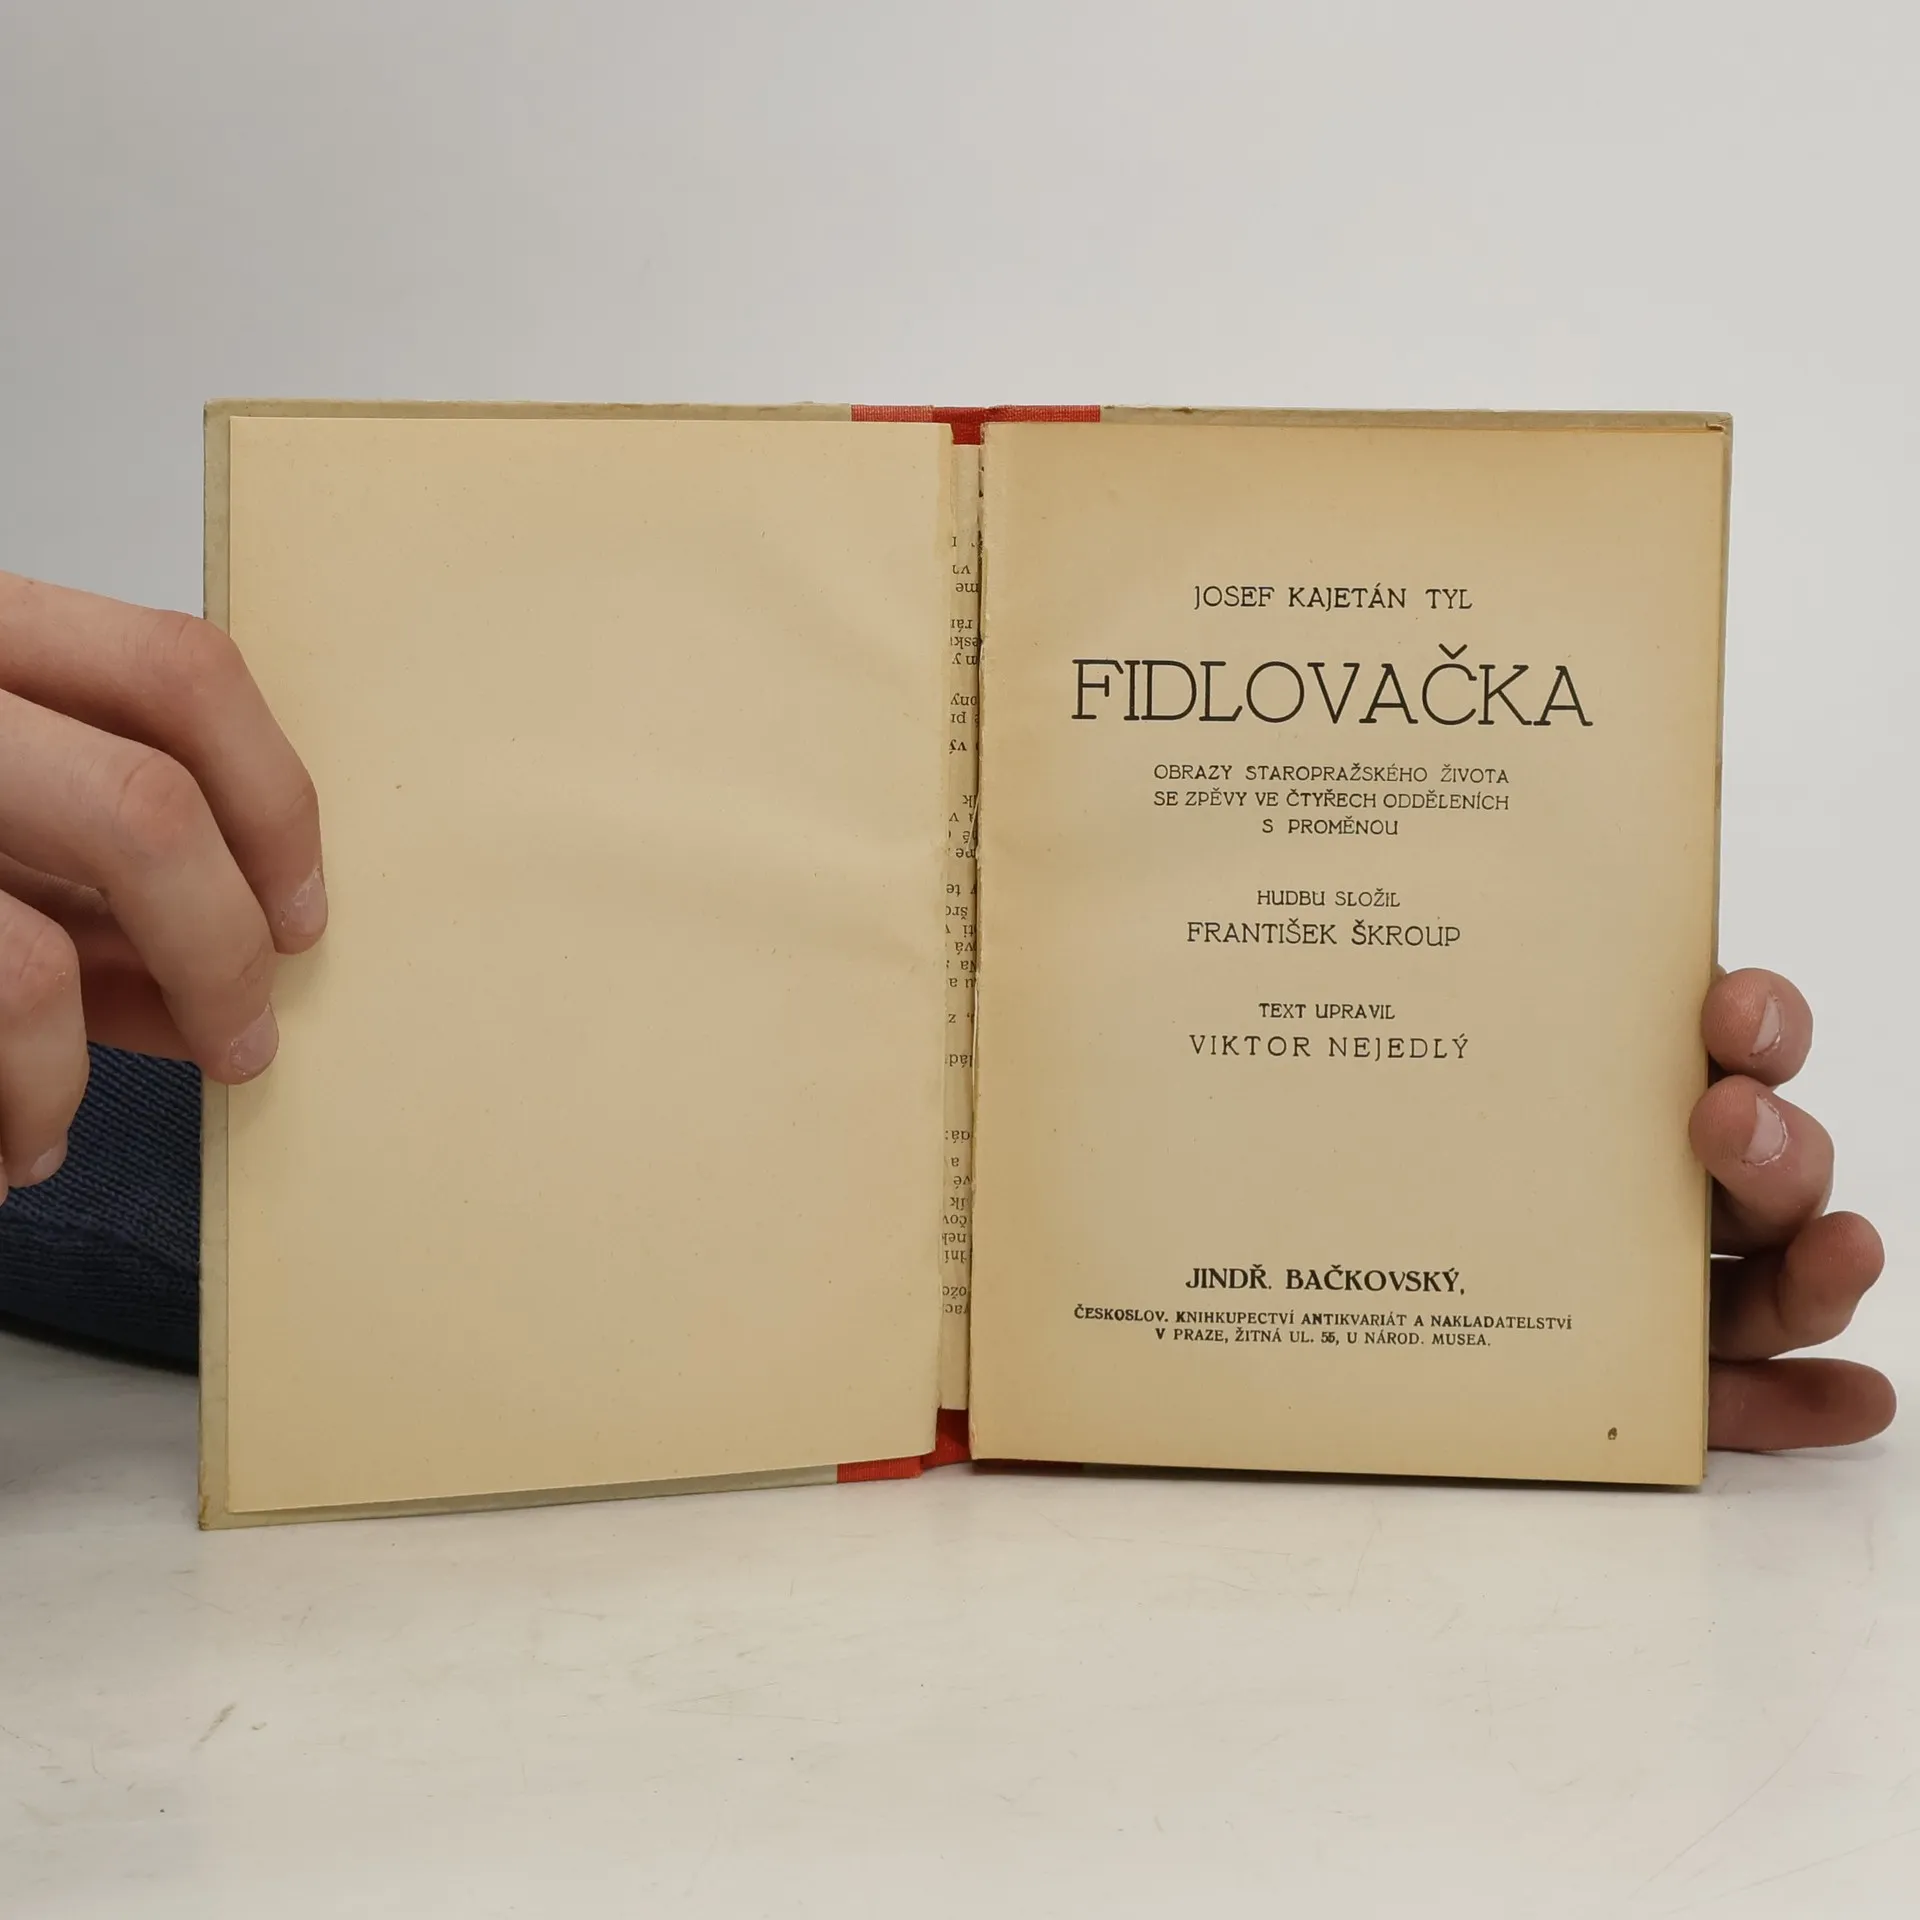 JOSEF KAJETÁN TYL
FIDLOVAČKA
OBRAZY STAROPRAŽSKÉHO ŽIVOTA
SE ZPĚVY VE ČTYŘECH ODDĚLENÍCH
S PROMĚNOU
HUDBU SLOŽIL
FRANTIŠEK ŠKROUP
TEXT UPRAVIL
VIKTOR NEJEDLÝ
JINDŘ. BAČKOVSKÝ,
ČESKOSLOV. KNIHKUPECTVÍ ANTIKVARIÁT A NAKLADATELSTVÍ
V PRAZE, ŽITNÁ UL. 55, U NÁROD. MUSEA.